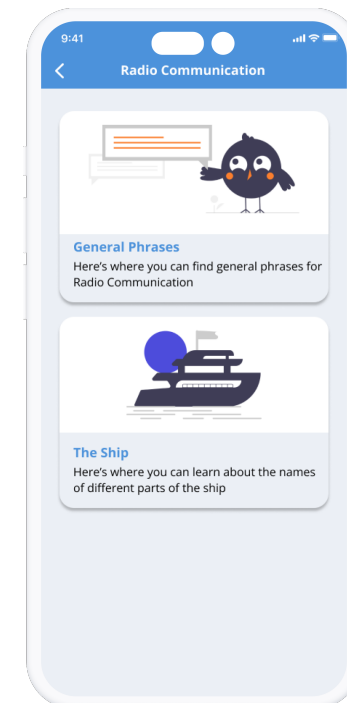 9:41
Radio Communication
General Phrases
Here's where you can find general phrases for
Radio Communication
The Ship
Here's where you can learn about the names
of different parts of the ship